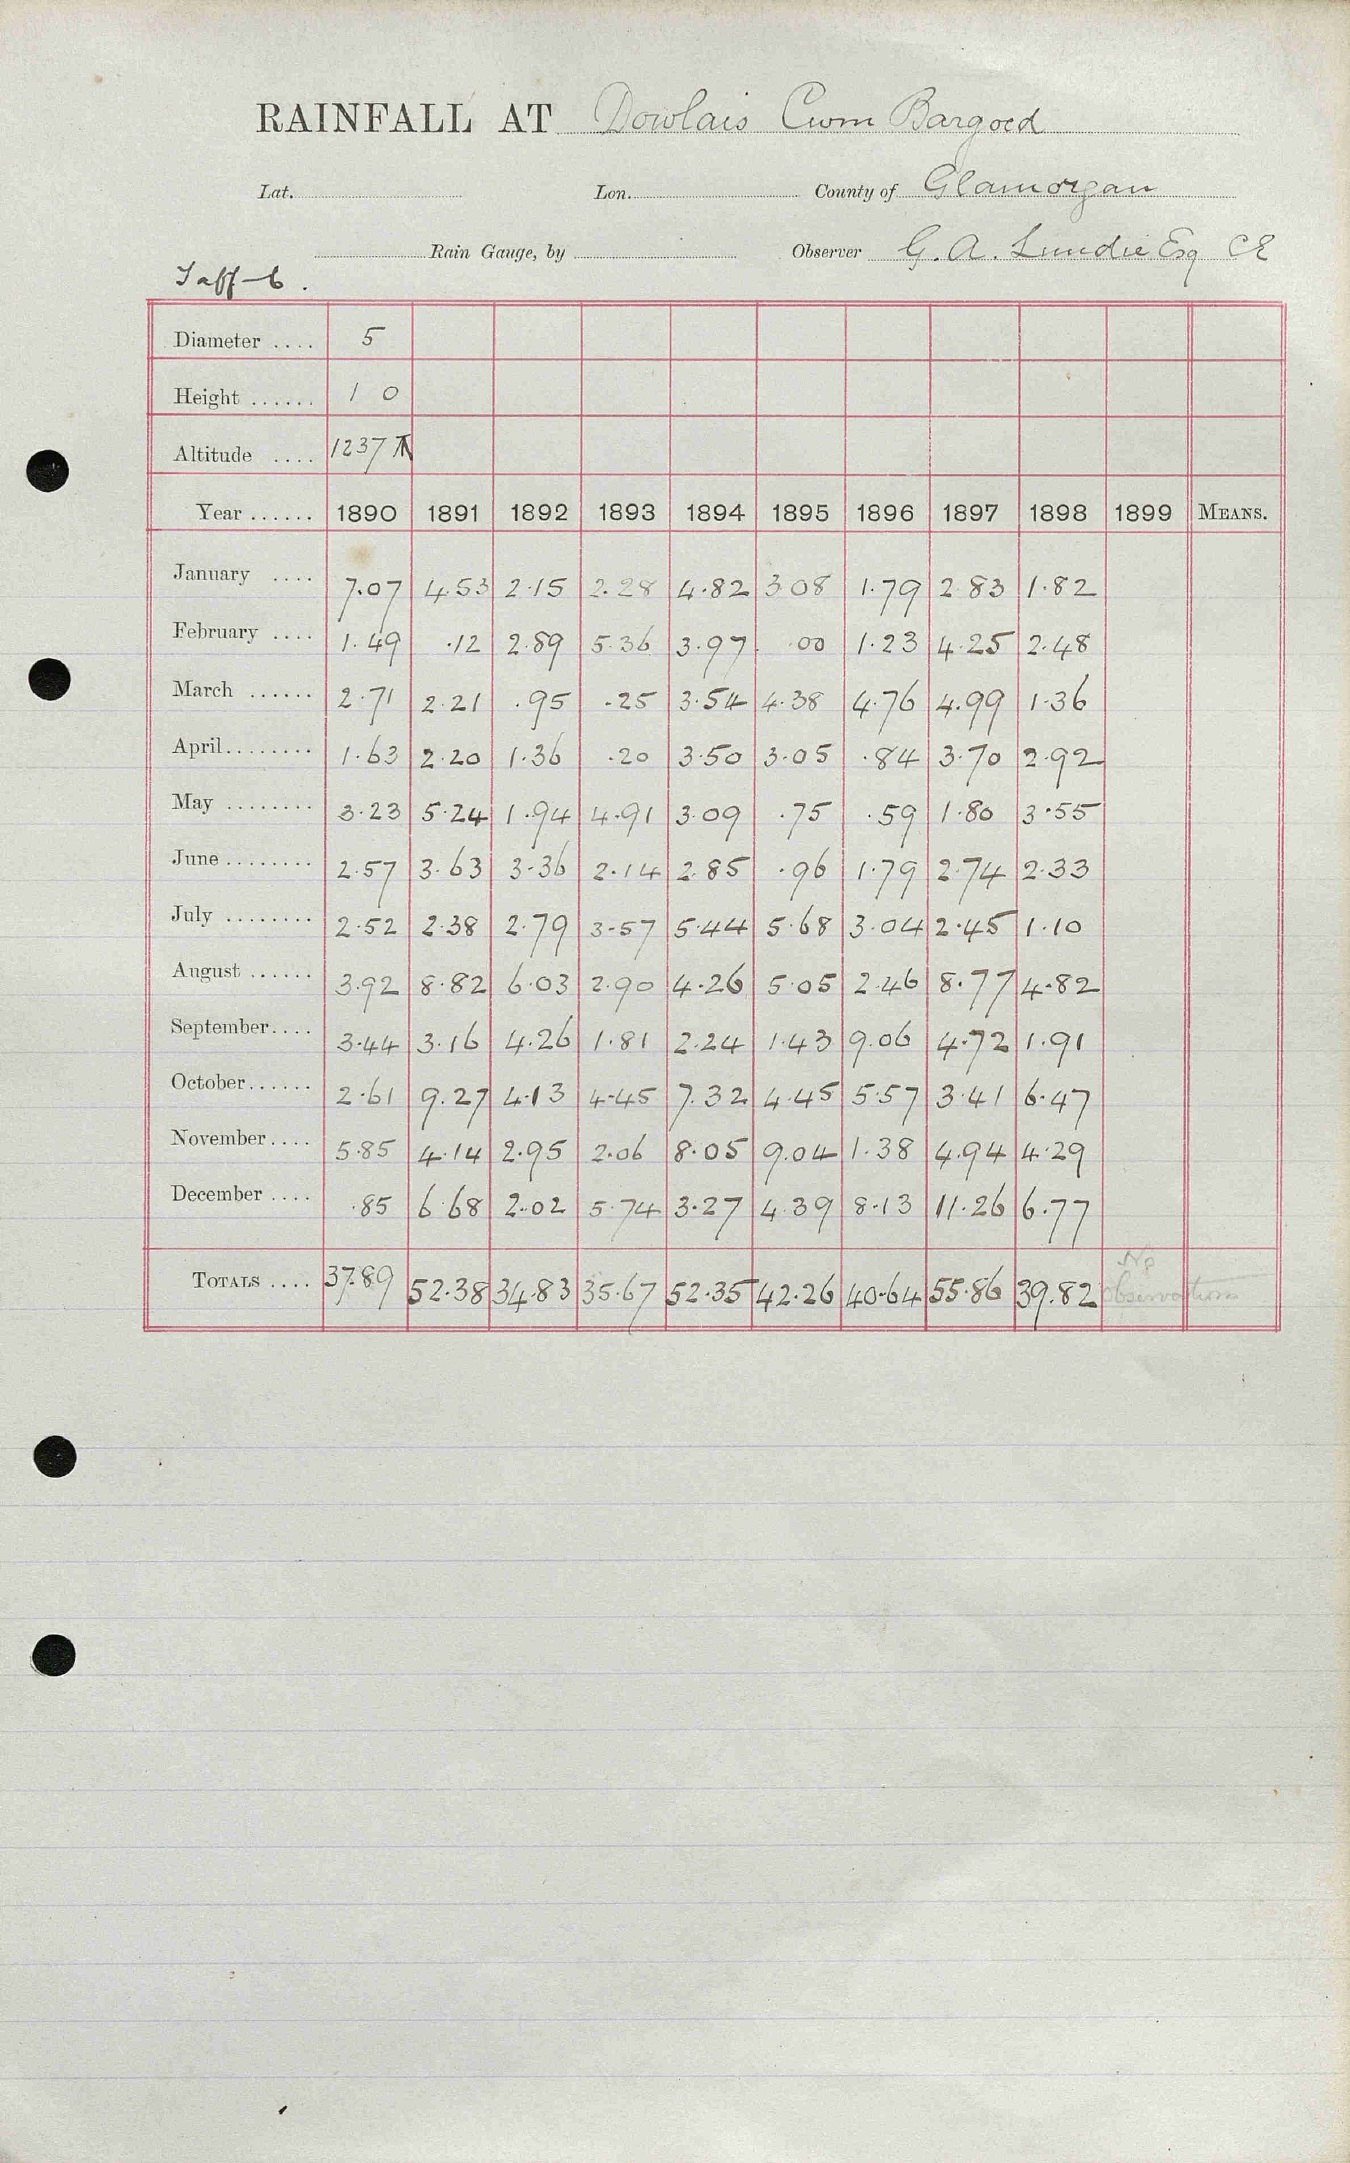 RAINFALL AT Dowlais Cwm Bargoed
Lat. Lon. County of Glamorgan
Rain Gauge, by Observer G. A. Lundie Esq CE
Taff-6.
Diameter .... 5
Height ...... 1 0
Altitude .... 1237
Year ...... 1890 1891 1892 1893 1894 1895 1896 1897 1898 1899 MEANS.
January .... 7.07 4.53 2.15 2.28 4.82 3.08 1.79 2.83 1.82
February .... 1.49 .12 2.89 5.36 3.97 .00 1.23 4.25 2.48
March ...... 2.71 2.21 .95 .25 3.54 4.38 4.76 4.99 1.36
April........ 1.63 2.20 1.36 .20 3.50 3.05 .84 3.70 2.92
May ........ 3.23 5.24 1.94 4.91 3.09 .75 .59 1.80 3.55
June ........ 2.57 3.63 3.36 2.14 2.85 .96 1.79 2.74 2.33
July ........ 2.52 2.38 2.79 3.57 5.44 5.68 3.04 2.45 1.10
August ...... 3.92 8.82 6.03 2.90 4.26 5.05 2.46 8.77 4.82
September.... 3.44 3.16 4.26 1.81 2.24 1.43 9.06 4.72 1.91
October...... 2.61 9.27 4.13 4.45 7.32 4.45 5.57 3.41 6.47
November.... 5.85 4.14 2.95 2.06 8.05 9.04 1.38 4.94 4.29
December .... .85 6.68 2.02 5.74 3.27 4.39 8.13 11.26 6.77
TOTALS .... 37.89 52.38 34.83 35.67 52.35 42.26 40.64 55.86 39.82 No
Observations